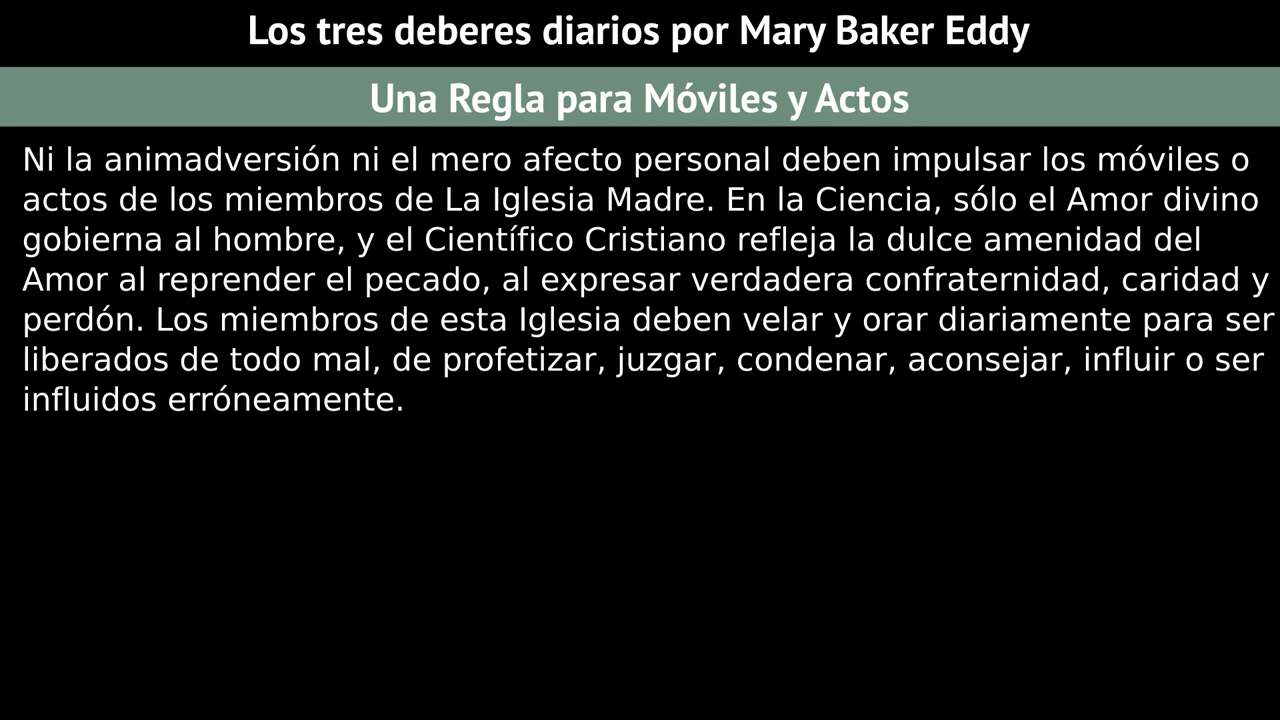 Los tres deberes diarios por Mary Baker Eddy
Una Regla para Móviles y Actos
Ni la animadversión ni el mero afecto personal deben impulsar los móviles o
actos de los miembros de La Iglesia Madre. En la Ciencia, sólo el Amor divino
gobierna al hombre, y el Científico Cristiano refleja la dulce amenidad del
Amor al reprender el pecado, al expresar verdadera confraternidad, caridad y
perdón. Los miembros de esta Iglesia deben velar y orar diariamente para ser
liberados de todo mal, de profetizar, juzgar, condenar, aconsejar, influir o ser
influidos erróneamente.